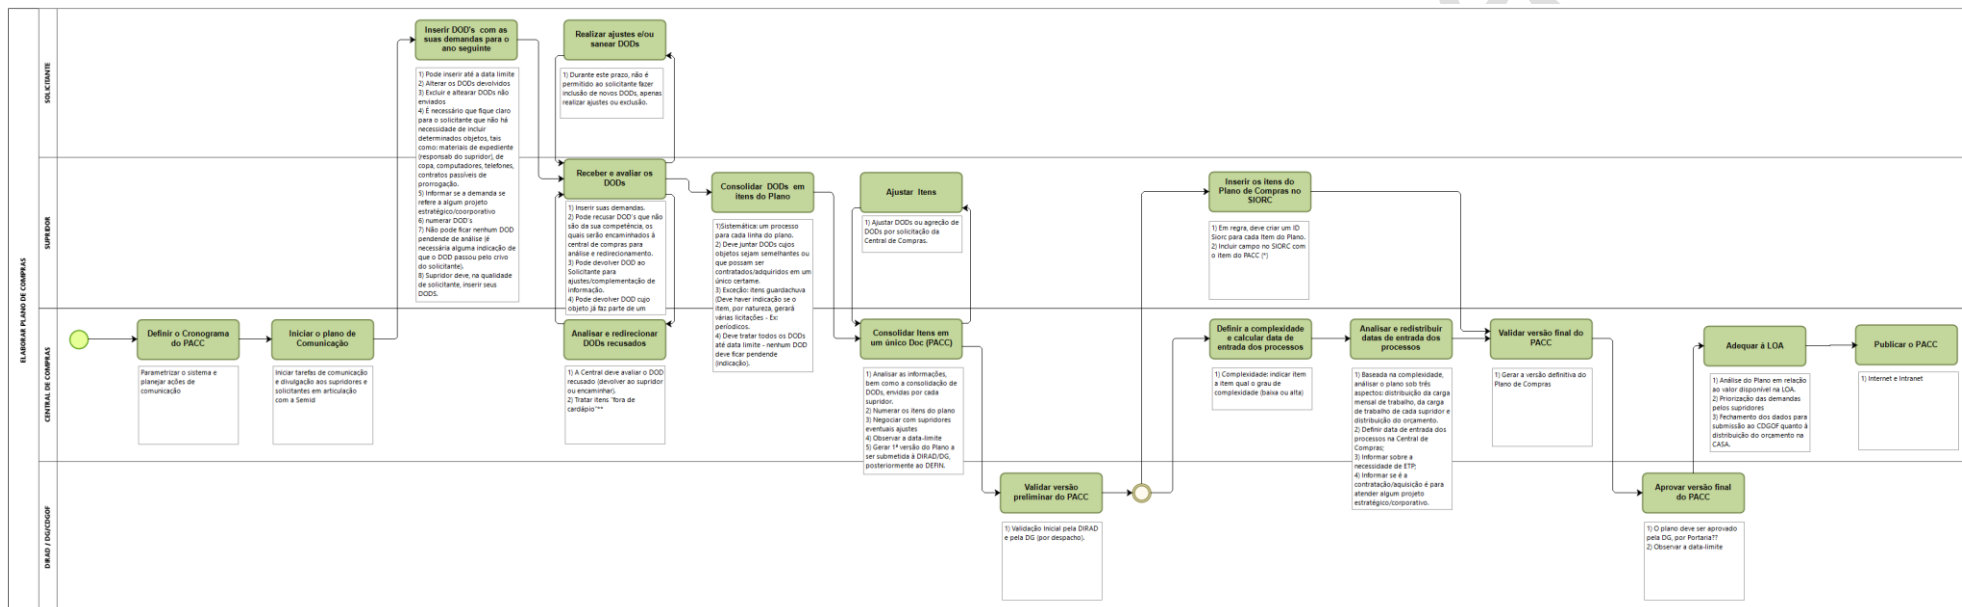 ELABORAR PLANO DE COMPRAS
SOLICITANTE
Inserir DOD's com as
suas demandas para o
ano seguinte
1) Pode inserir até a data limite
2) Alterar os DODs devolvidos
3) Excluir e altearar DODs não
enviados
4) É necessário que fique claro
para o solicitante que não há
necessidade de incluir
determinados objetos, tais
como: materiais de expediente
(responsab do supridor), de
copa, computadores, telefones,
contratos passíveis de
prorrogação.
5) Informar se a demanda se
refere a algum projeto
estratégico/coorporativo
6) numerar DOD's
7) Não pode ficar nenhum DOD
pendende de análise (é
necessária alguma indicação de
que o DOD passou pelo crivo
do solicitante).
8) Supridor deve, na qualidade
de solicitante, inserir seus
DODS.
Realizar ajustes e/ou
sanear DODs
1) Durante este prazo, não é
permitido ao solicitante fazer
inclusão de novos DODs, apenas
realizar ajustes ou exclusão.
SUPRIDOR
Receber e avaliar os
DODs
1) Inserir suas demandas.
2) Pode recusar DOD's que não
são da sua competência, os
quais serão encaminhados à
central de compras para
análise e redirecionamento.
3) Pode devolver DOD ao
Solicitante para
ajustes/complementação de
informação.
4) Pode devolver DOD cujo
objeto já faz parte de um
Consolidar DODs em
itens do Plano
1)Sistemática: um processo
para cada linha do plano.
2) Deve juntar DODs cujos
objetos sejam semelhantes ou
que possam ser
contratados/adquiridos em um
único certame.
3) Exceção: itens guardachuva
(Deve haver indicação se o
item, por natureza, gerará
várias licitações - Ex:
periodicos.
4) Deve tratar todos os DODs
até data limite - nenhum DOD
deve ficar pendende
(indicação).
Ajustar Itens
1) Ajustar DODs ou agreção de
DODs por solicitação da
Central de Compras.
Inserir os itens do
Plano de Compras no
SIORC
1) Em regra, deve criar um ID
Siorc para cada Item do Plano.
2) Incluir campo no SIORC com
o item do PACC (*)
CENTRAL DE COMPRAS
Definir o Cronograma
do PACC
Parametrizar o sistema e
planejar ações de
comunicação
Iniciar o plano de
Comunicação
Iniciar tarefas de comunicação
e divulgação aos supridores e
solicitantes em articulação
com a Semid
Analisar e redirecionar
DODs recusados
1) A Central deve avaliar o DOD
recusado (devolver ao supridor
ou encaminhar).
2) Tratar itens "fora de
cardápio"**
Consolidar Itens em
um único Doc (PACC)
1) Analisar as informações,
bem como a consolidação de
DODs, envidas por cada
supridor.
2) Numerar os itens do plano
3) Negociar com supridores
eventuais ajustes
4) Observar a data-limite
5) Gerar 1ª versão do Plano a
ser submetida à DIRAD/DG,
posteriormente ao DEFIN.
Definir a complexidade
e calcular data de
entrada dos processos
1) Complexidade: indicar item
a item qual o grau de
complexidade (baixa ou alta)
Analisar e redistribuir
datas de entrada dos
processos
1) Baseada na complexidade,
análisar o plano sob três
aspectos: distribuição da carga
mensal de trabalho, da carga
de trabalho de cada supridor e
distribuição do orçamento.
2) Definir data de entrada dos
processos na Central de
Compras;
3) Informar sobre a
necessidade de ETP;
4) Informar se é a
contratação/aquisição é para
atender algum projeto
estratégico/corporativo.
Validar versão final do
PACC
1) Gerar a versão definitiva do
Plano de Compras
Adequar à LOA
1) Análise do Plano em relação
ao valor disponível na LOA.
2) Priorização das demandas
pelos supridores
3) Fechamento dos dados para
submissão ao CDGOF quanto à
distribuição do orçamento na
CASA.
Publicar o PACC
1) Internet e Intranet
DIRAD / DG/CDGOF
Validar versão
preliminar do PACC
1) Validação Inicial pela DIRAD
e pela DG (por despacho).
Aprovar versão final
do PACC
1) O plano deve ser aprovado
pela DG, por Portaria??
2) Observar a data-limite